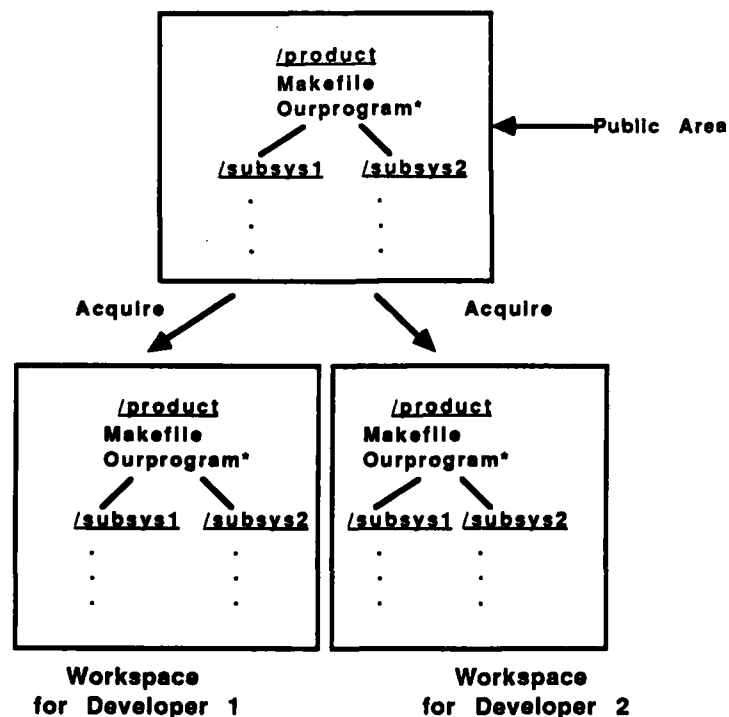 /product
Makefile
Ourprogram*
Public Area
/subsys1 /subsys2
Acquire Acquire
/product
Makefile
Ourprogram*
/subsys1 /subsys2
Workspace
for Developer 1
/product
Makefile
Ourprogram*
/subsys1 /subsys2
Workspace
for Developer 2